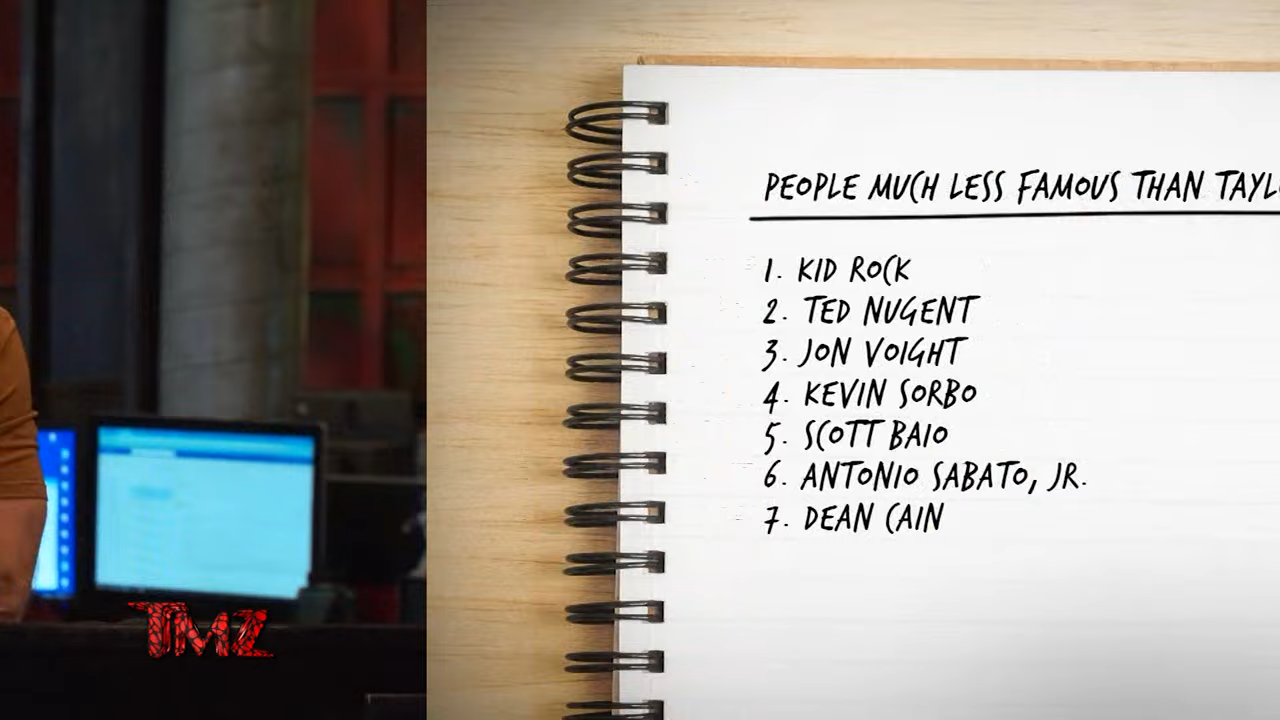 PEOPLE MUCH LESS FAMOUS THAN
1. KID ROCK
2. TED NUGENT
3. JON VOIGHT
4. KEVIN SORBO
5. SCOTT BAIO
6. ANTONIO SABATO, JR.
7. DEAN CAIN
TMZ